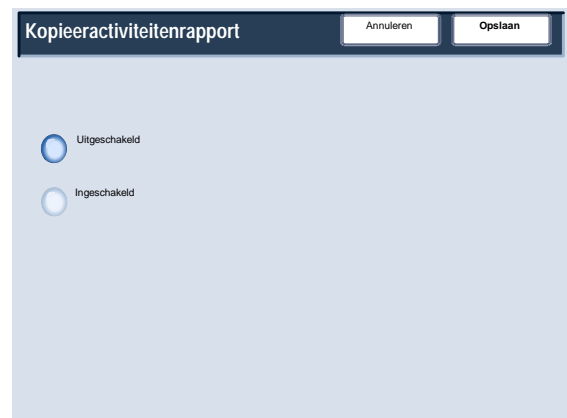 Kopieeractiviteitenrapport
Annuleren
Opslaan
Uitgeschakeld
Ingeschakeld